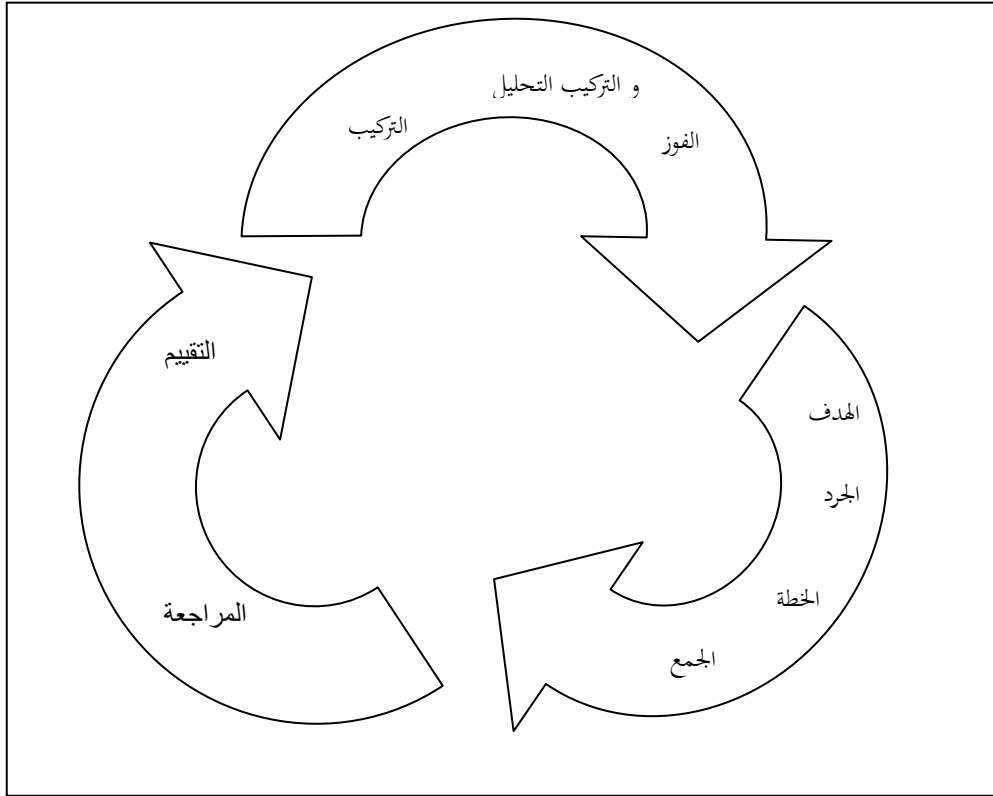 و التركيب التحليل
التركيب
الفوز
الهدف
الجرد
الخطة
الجمع
المراجعة
التقييم